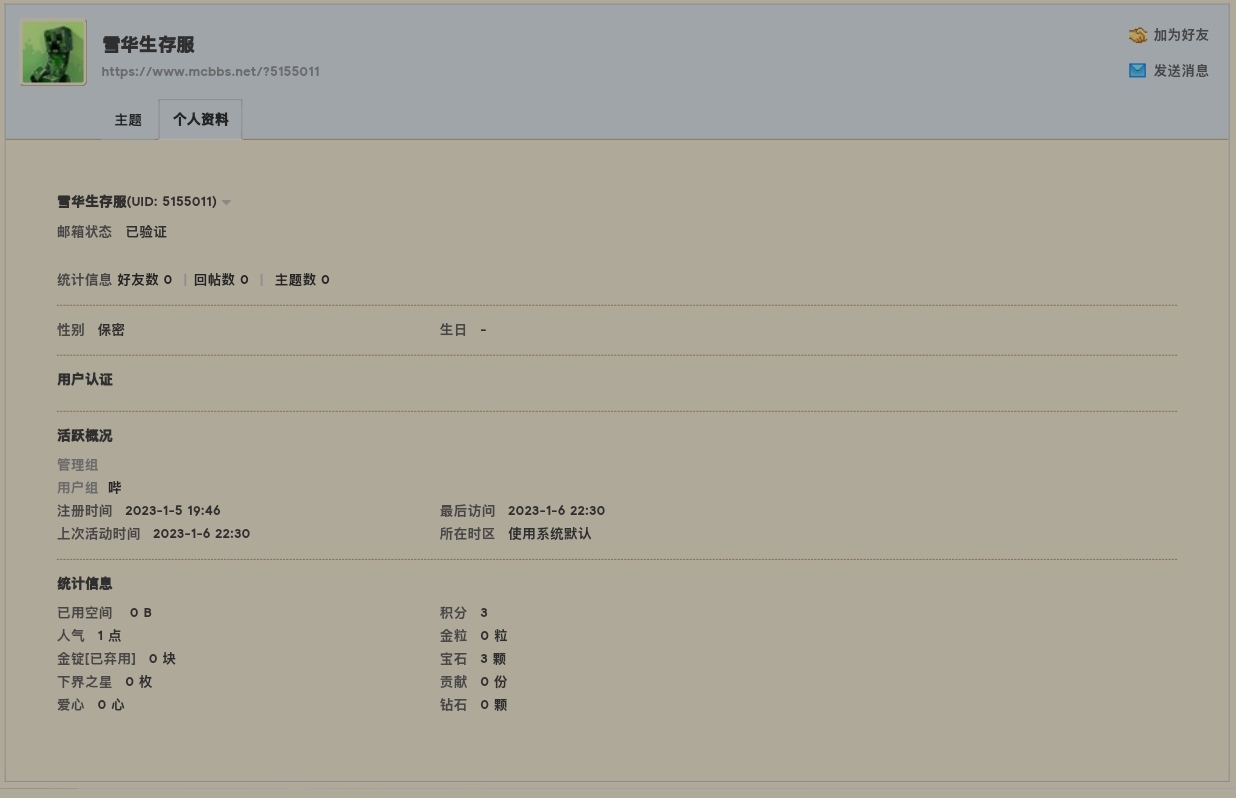 雪华生存服
https://www.mcbbs.net/?5155011
加为好友
发送消息
主题 个人资料
雪华生存服(UID: 5155011)
邮箱状态 已验证
统计信息 好友数 0 | 回帖数 0 | 主题数 0
性别 保密 生日 -
用户认证
活跃概况
管理组
用户组 哔
注册时间 2023-1-5 19:46 最后访问 2023-1-6 22:30
上次活动时间 2023-1-6 22:30 所在时区 使用系统默认
统计信息
已用空间 0 B 积分 3
人气 1 点 金粒 0 粒
金锭[已弃用] 0 块 宝石 3 颗
下界之星 0 枚 贡献 0 份
爱心 0 心 钻石 0 颗